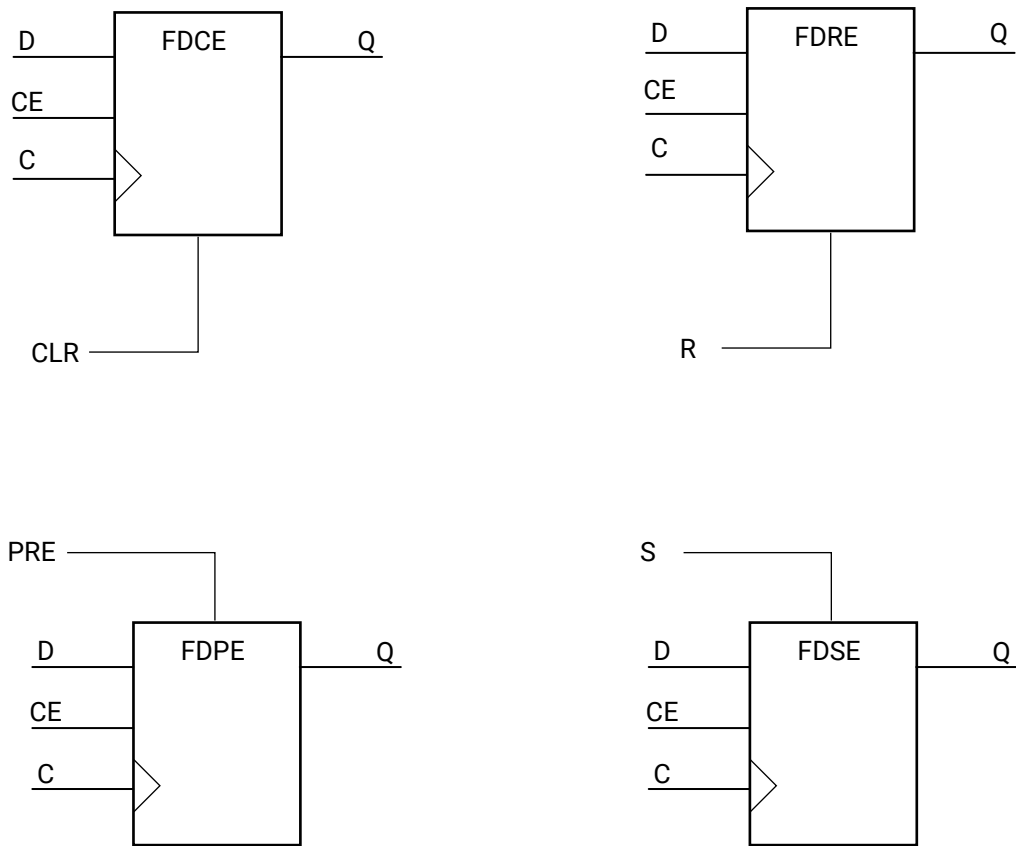 D FDCE Q
CE
C
CLR
D FDRE Q
CE
C
R
PRE
D FDPE Q
CE
C
S
D FDSE Q
CE
C